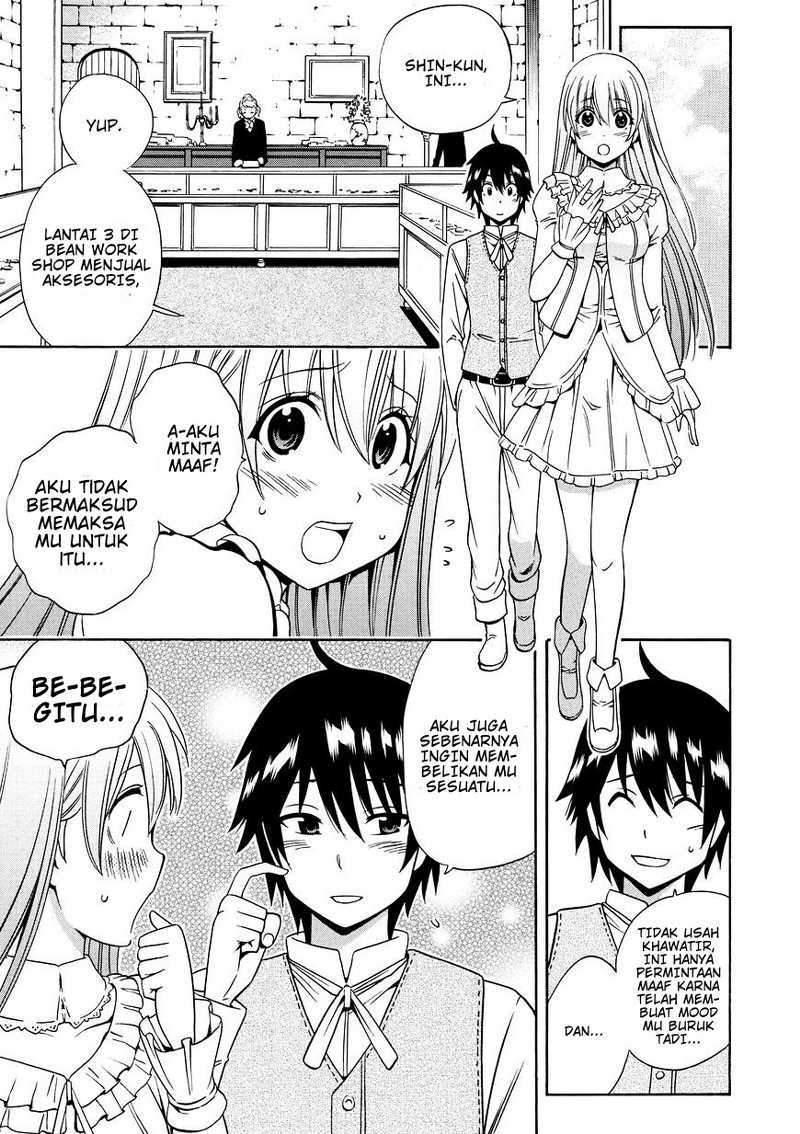 SHIN-KUN,
INI...
YUP.
LANTAI 3 DI
BEAN WORK
SHOP MENJUAL
AKSESORIS,
A-AKU
MINTA
MAAF!
AKU TIDAK
BERMAKSUD
MEMAKSA
MU UNTUK
ITU...
TIDAK USAH
KHAWATIR,
INI HANYA
PERMINTAAN
MAAF KARNA
TELAH MEM-
BUAT MOOD
MU BURUK
TADI...
DAN...
AKU JUGA
SEBENARNYA
INGIN MEM-
BELIKAN MU
SESUATU...
BE-BE-
GITU...